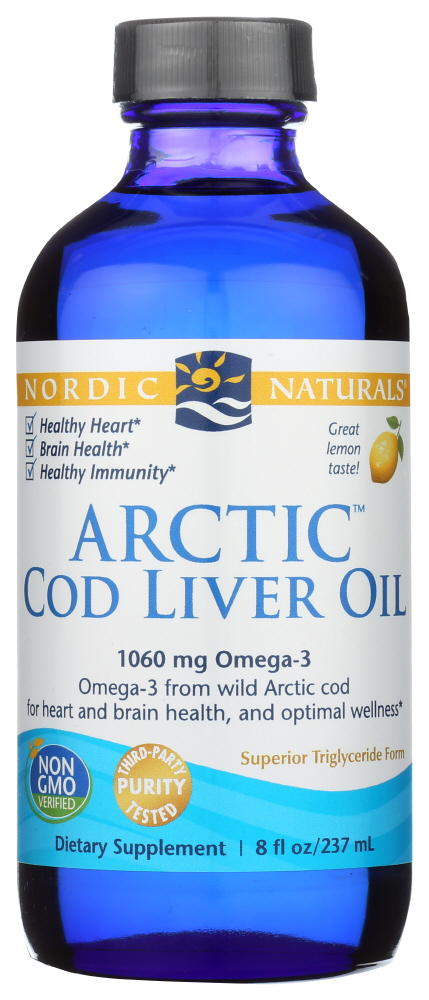 NORDIC NATURALS®
Healthy Heart*
Brain Health*
Healthy Immunity*
Great
lemon
taste!
ARCTIC™
COD LIVER OIL
1060 mg Omega-3
Omega-3 from wild Arctic cod
for heart and brain health, and optimal wellness*
Superior Triglyceride Form
NON
GMO
VERIFIED
THIRD-PARTY
PURITY
TESTED
Dietary Supplement | 8 fl oz/237 mL